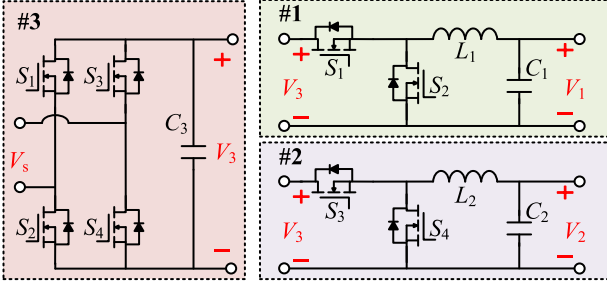 #3
S1
S3
+
Vs
C3
V3
S2
S4
−
#1
+
V3
−
S1
S2
L1
C1
+
V1
−
#2
+
V3
−
S3
S4
L2
C2
+
V2
−